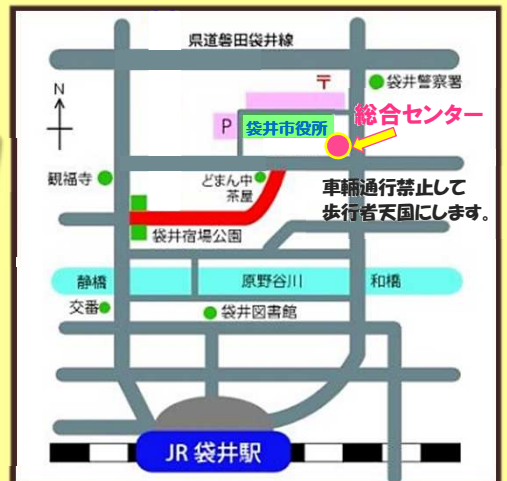 県道磐田袋井線
N
〒
袋井警察署
P
袋井市役所
総合センター
観福寺
どまん中
茶屋
車輛通行禁止して
歩行者天国にします。
袋井宿場公園
静橋
原野谷川
和橋
交番
袋井図書館
JR 袋井駅